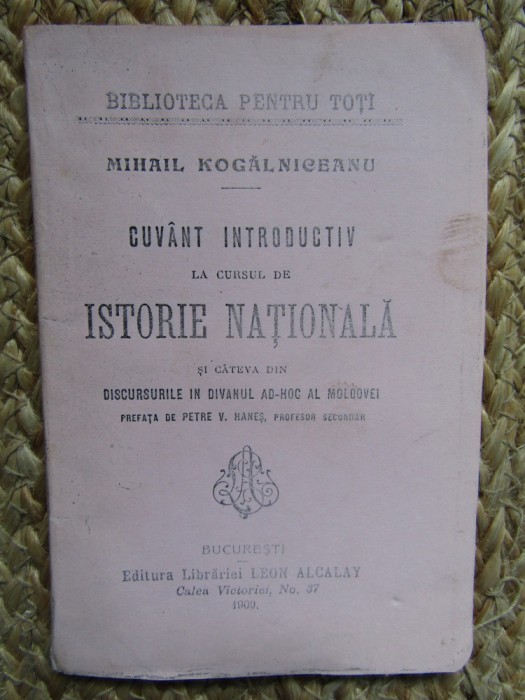 BIBLIOTECA PENTRU TOȚI
MIHAIL KOGĂLNICEANU
CUVÂNT INTRODUCTIV
LA CURSUL DE
ISTORIE NAȚIONALĂ
ȘI CÂTEVA DIN
DISCURSURILE IN DIVANUL AD-HOC AL MOLDOVEI
PREFAȚA DE PETRE V. HANEȘ, PROFESOR SECUNDAR
BUCUREȘTI
Editura Librăriei LEON ALCALAY
Calea Victoriei, No. 37
1909.